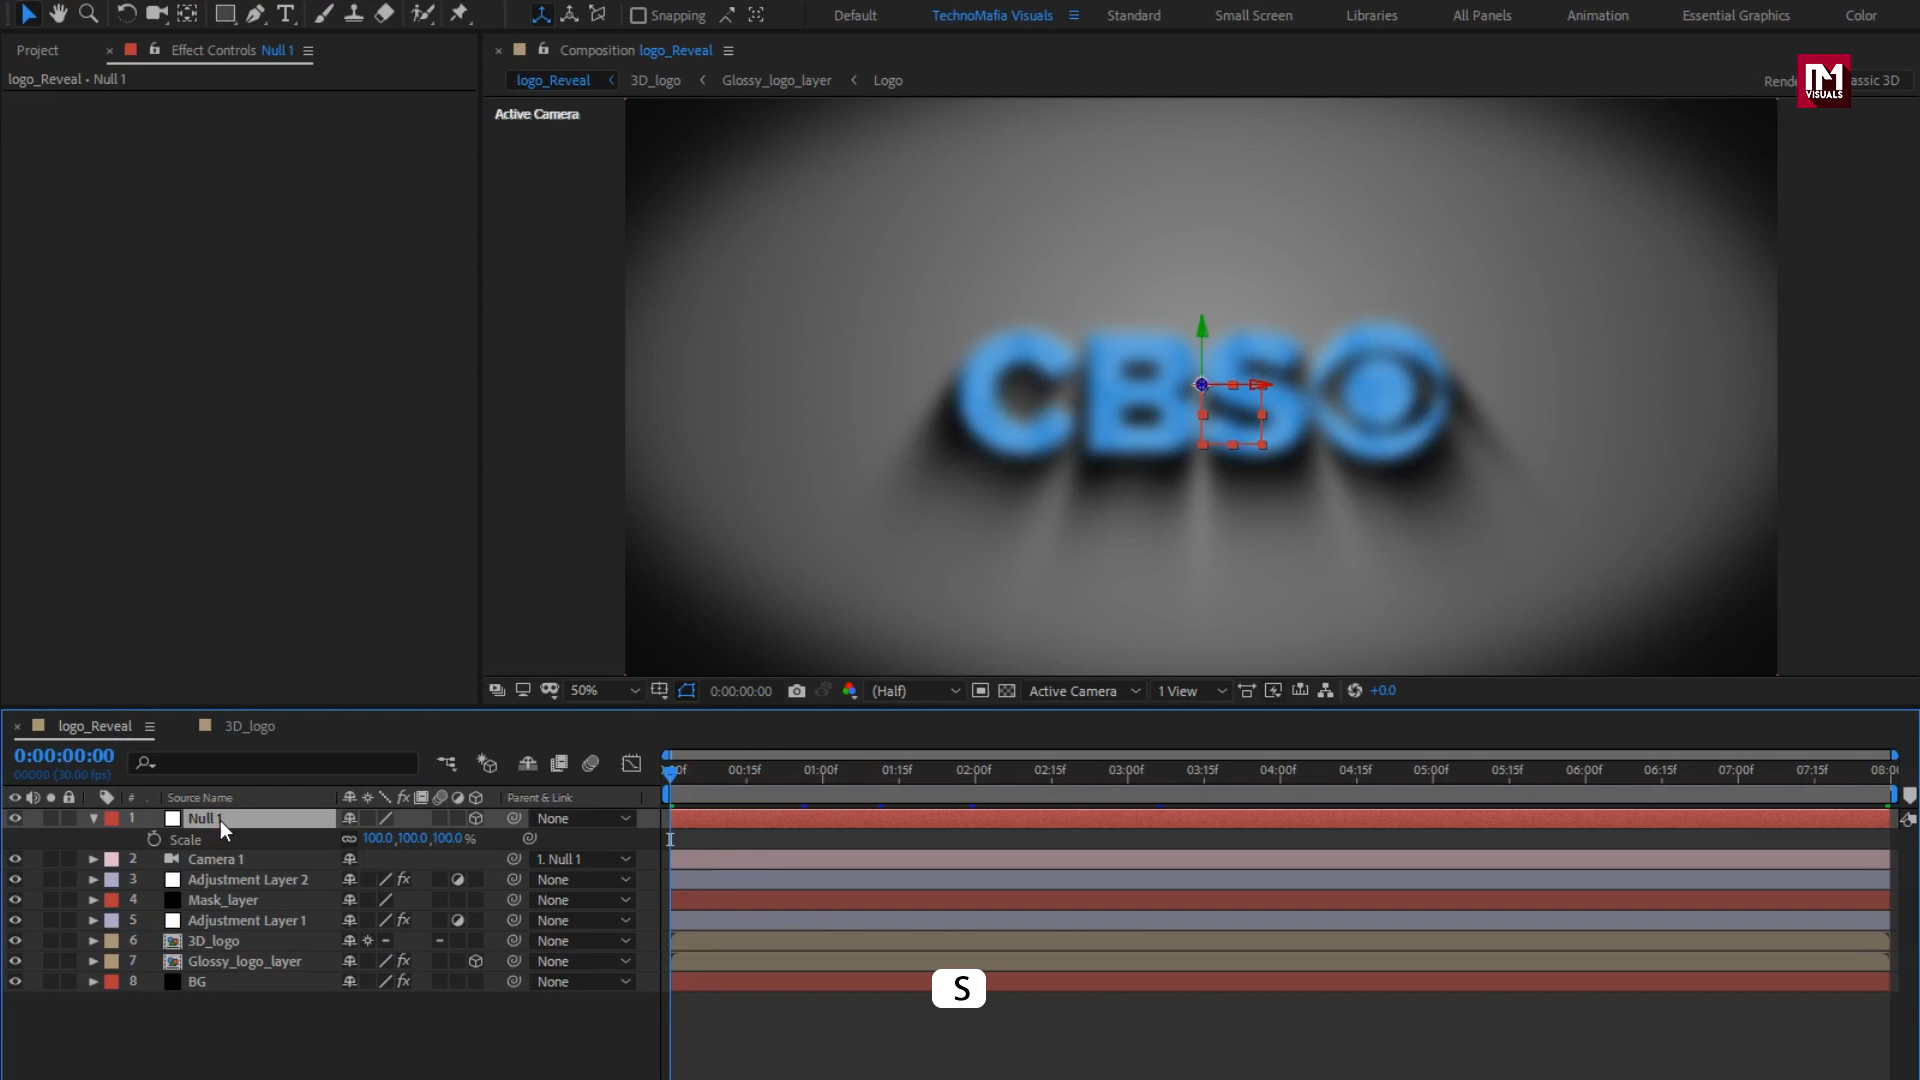 Snapping
Default
TechnoMafia Visuals
Standard
Small Screen
Libraries
All Panels
Animation
Essential Graphics
Color
Project
Effect Controls Null 1
Composition logo_Reveal
logo_Reveal • Null 1
logo_Reveal
3D_logo
Glossy_logo_layer
Logo
VISUALS
Active Camera
CBS
50%
0:00:00:00
(Half)
Active Camera
1 View
+0.0
logo_Reveal
3D_logo
0:00:00:00
00000 (30.00 fps)
00:15f
01:00f
01:15f
02:00f
02:15f
03:00f
03:15f
04:00f
04:15f
05:00f
05:15f
06:00f
06:15f
07:00f
07:15f
#
Source Name
Parent & Link
1 Null 1 None
Scale 100.0,100.0,100.0 %
2 Camera 1 1. Null 1
3 Adjustment Layer 2 fx None
4 Mask_layer None
5 Adjustment Layer 1 fx None
6 3D_logo None
7 Glossy_logo_layer fx None
8 BG fx None
S